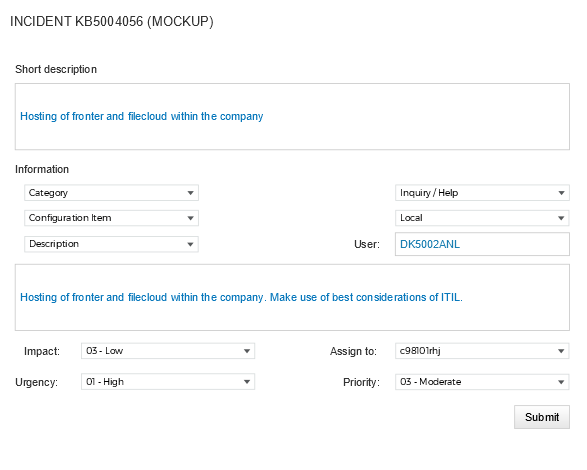 INCIDENT KB5004056 (MOCKUP)
Short description
Hosting of fronter and filecloud within the company
Information
Category
Inquiry / Help
Configuration Item
Local
Description
User:
DK5002ANL
Hosting of fronter and filecloud within the company. Make use of best considerations of ITIL.
Impact:
03 - Low
Assign to:
c98101rhj
Urgency:
01 - High
Priority:
03 - Moderate
Submit